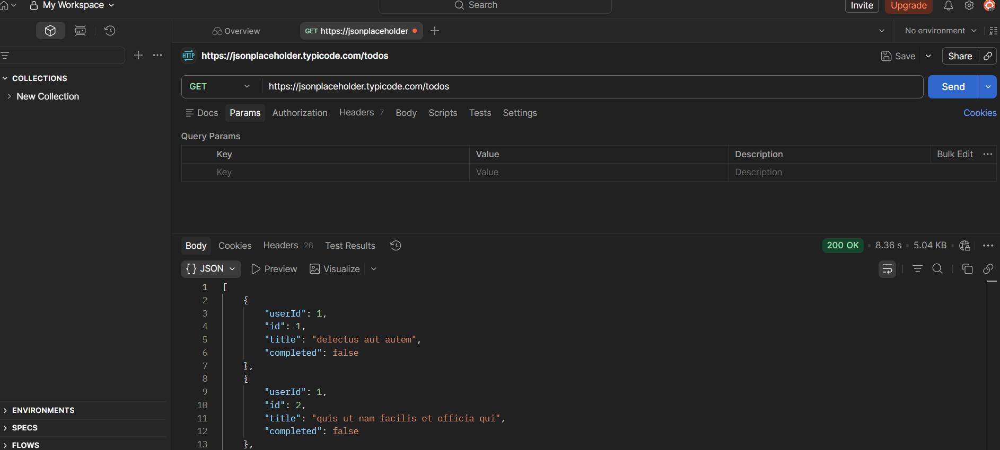 My Workspace
Search
Invite
Upgrade
Overview
GET https://jsonplaceholder.
No environment
HTTP https://jsonplaceholder.typicode.com/todos
Save
Share
COLLECTIONS
New Collection
GET
https://jsonplaceholder.typicode.com/todos
Send
Docs
Params
Authorization
Headers 7
Body
Scripts
Tests
Settings
Cookies
Query Params
Key
Value
Description
Bulk Edit
Key
Value
Description
Body
Cookies
Headers 26
Test Results
200 OK
8.36 s
5.04 KB
{} JSON
Preview
Visualize
1 [
2 {
3 "userId": 1,
4 "id": 1,
5 "title": "delectus aut autem",
6 "completed": false
7 },
8 {
9 "userId": 1,
10 "id": 2,
11 "title": "quis ut nam facilis et officia qui",
12 "completed": false
13 },
ENVIRONMENTS
SPECS
FLOWS